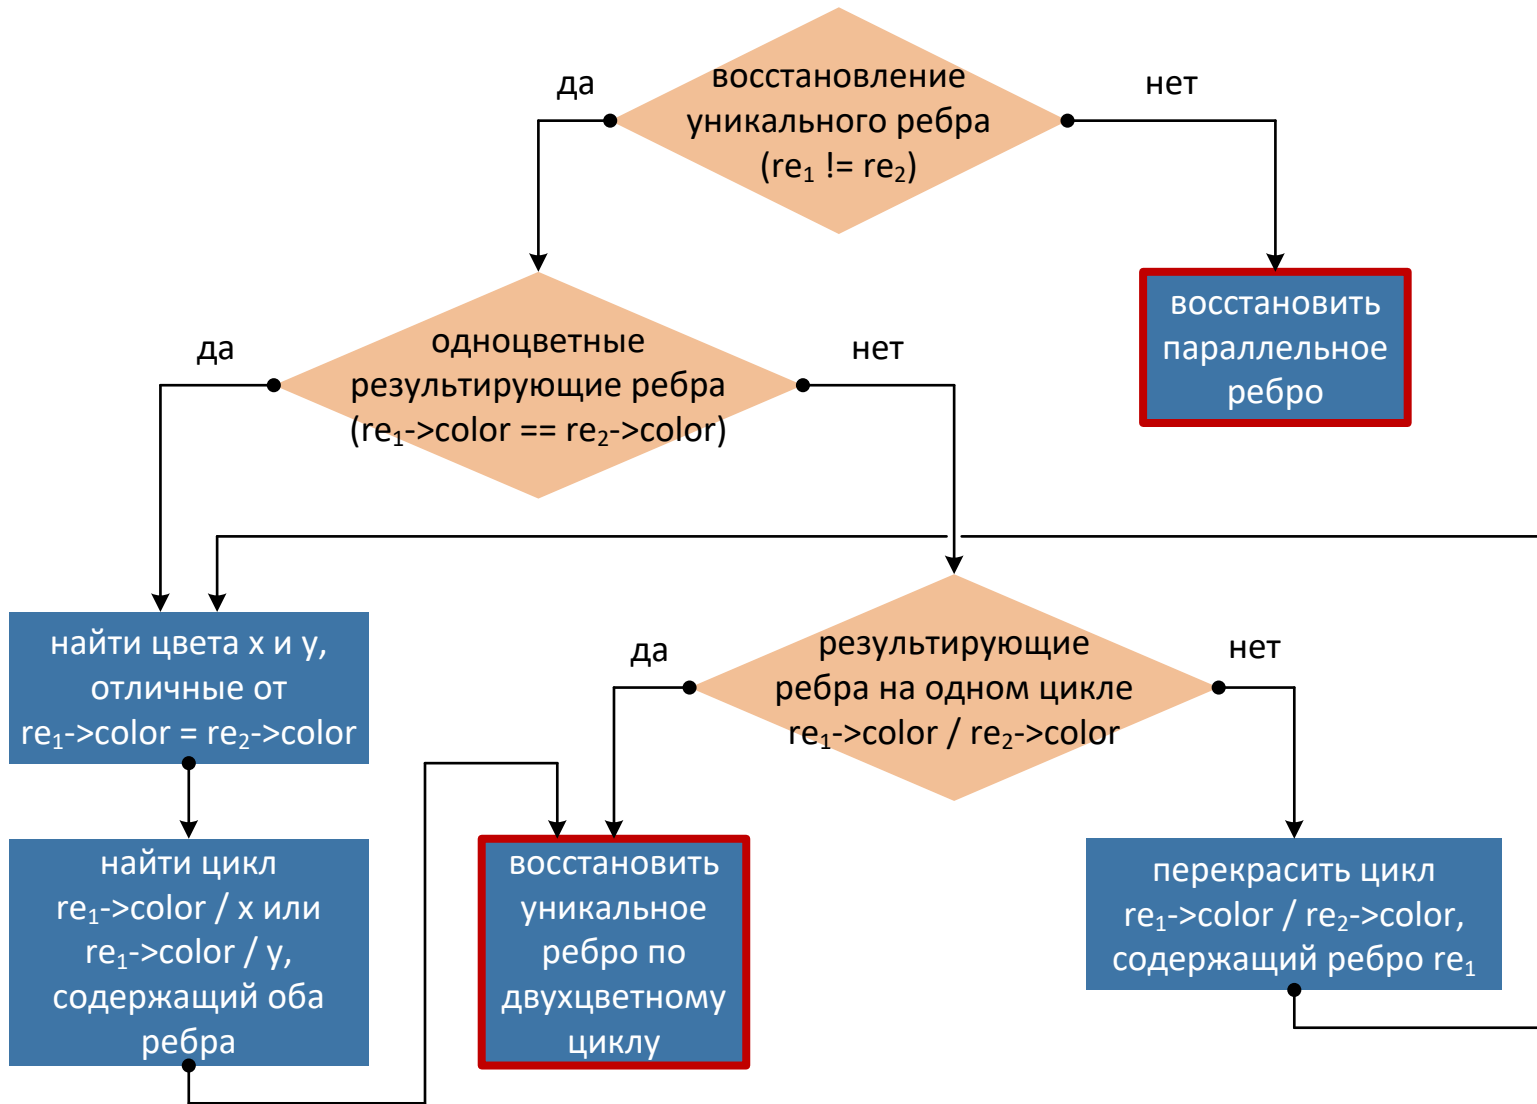 да
восстановление
уникального ребра
(re₁ != re₂)
нет
восстановить
параллельное
ребро
да
одноцветные
результирующие ребра
(re₁->color == re₂->color)
нет
найти цвета x и y,
отличные от
re₁->color = re₂->color
да
результирующие
ребра на одном цикле
re₁->color / re₂->color
нет
найти цикл
re₁->color / x или
re₁->color / y,
содержащий оба
ребра
восстановить
уникальное
ребро по
двухцветному
циклу
перекрасить цикл
re₁->color / re₂->color,
содержащий ребро re₁